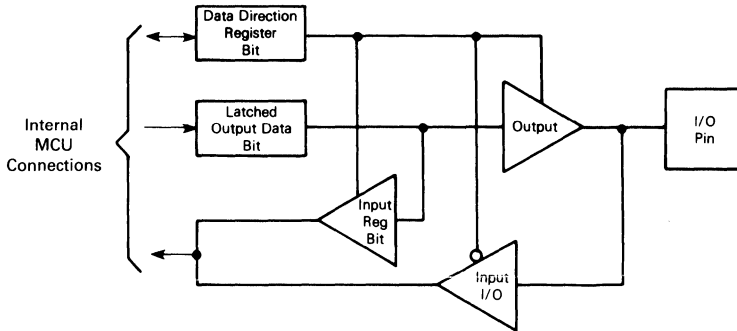 Data Direction
Register
Bit
Latched
Output Data
Bit
Internal
MCU
Connections
Output
I/O
Pin
Input
Reg
Bit
Input
I/O